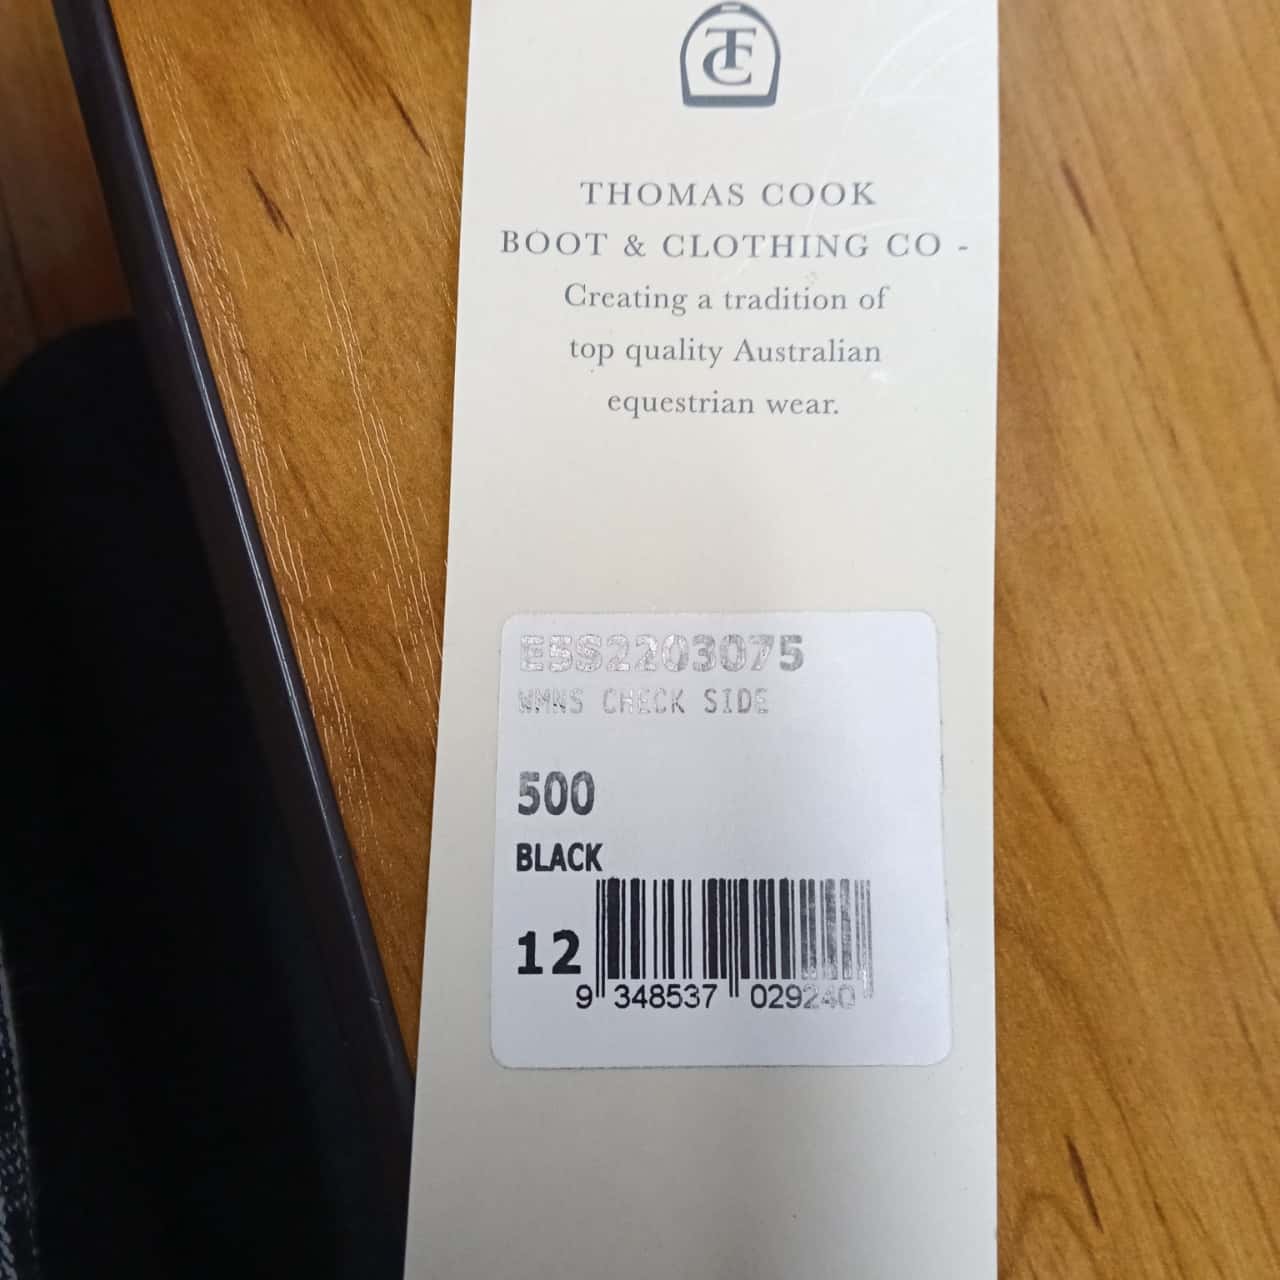 TC
THOMAS COOK
BOOT & CLOTHING CO -
Creating a tradition of
top quality Australian
equestrian wear.
E5S2203075
WMNS CHECK SIDE
500
BLACK
12
9 348537 029240